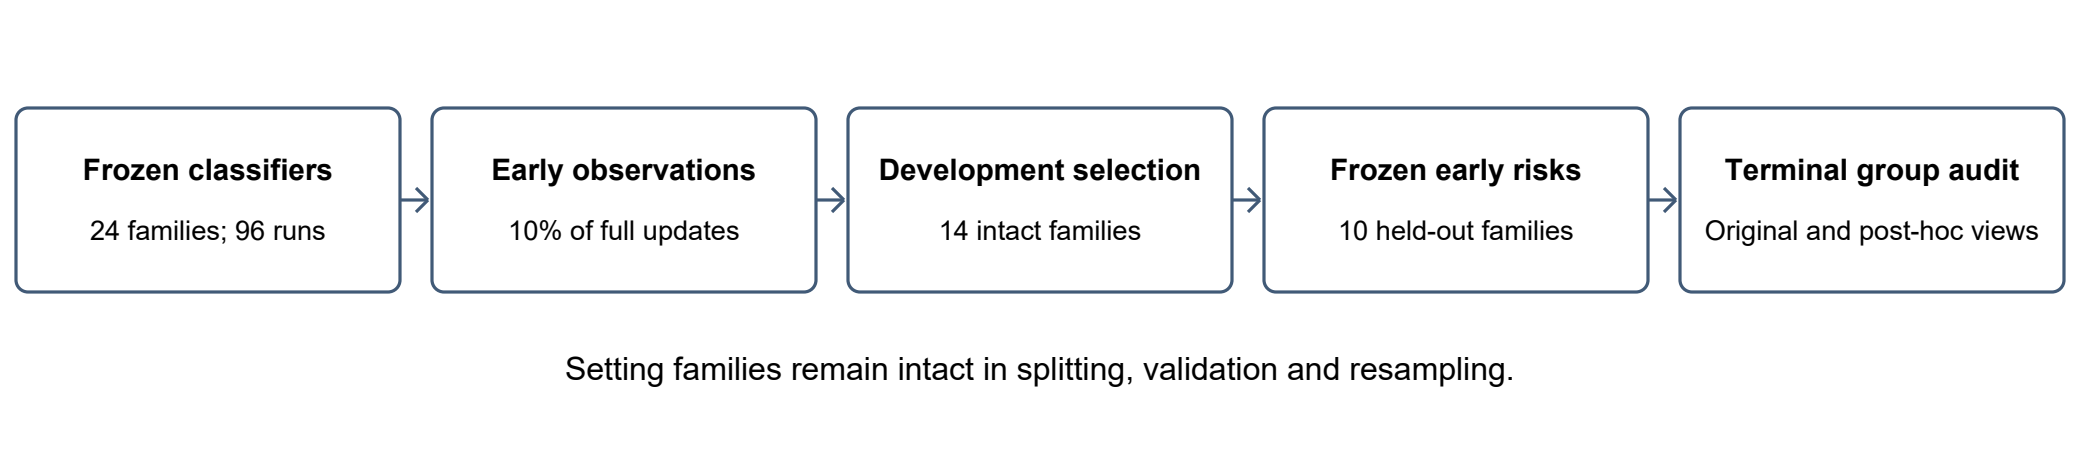 Frozen classifiers
24 families; 96 runs
Early observations
10% of full updates
Development selection
14 intact families
Frozen early risks
10 held-out families
Terminal group audit
Original and post-hoc views
Setting families remain intact in splitting, validation and resampling.